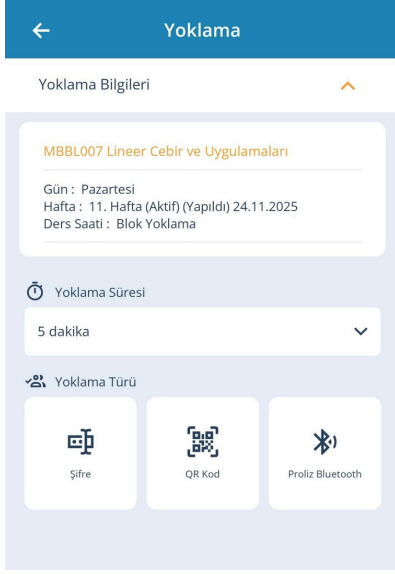 Yoklama
Yoklama Bilgileri
MBBL007 Lineer Cebir ve Uygulamaları
Gün : Pazartesi
Hafta : 11. Hafta (Aktif) (Yapıldı) 24.11.2025
Ders Saati : Blok Yoklama
Yoklama Süresi
5 dakika
Yoklama Türü
Şifre
QR Kod
Proliz Bluetooth